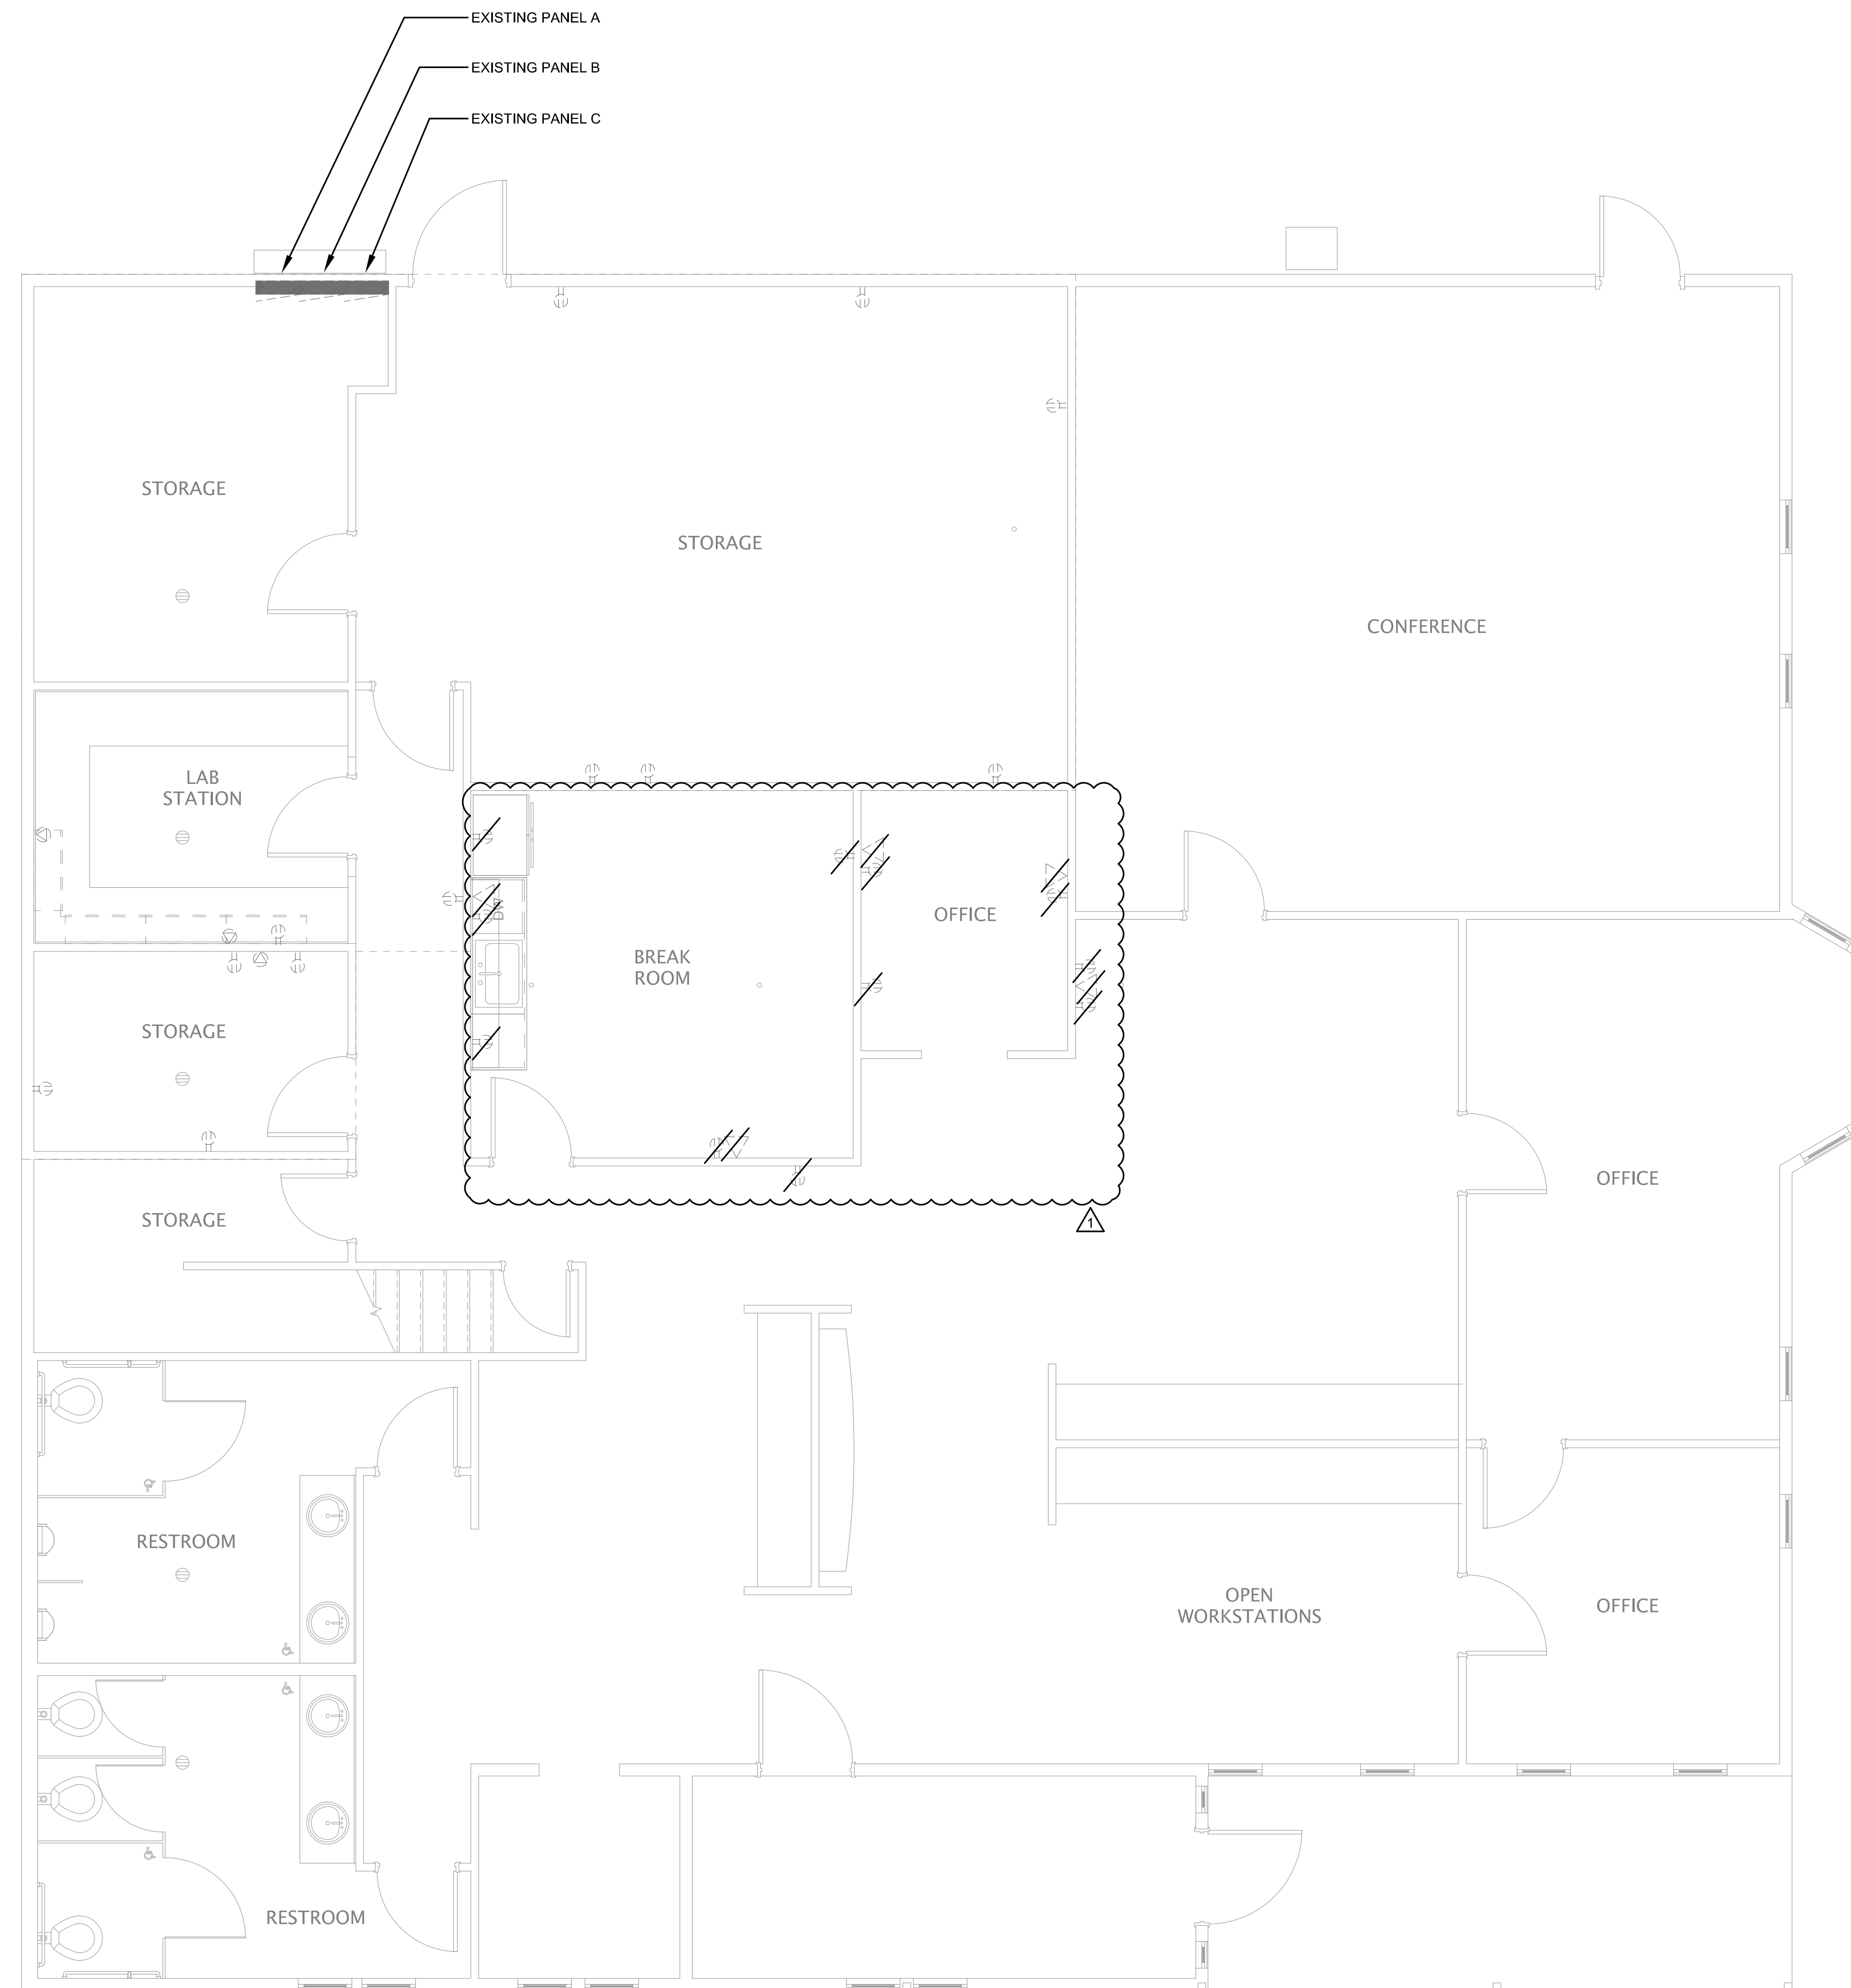 EXISTING PANEL A
EXISTING PANEL B
EXISTING PANEL C
STORAGE
STORAGE
CONFERENCE
LAB
STATION
DW
OFFICE
BREAK
ROOM
STORAGE
OFFICE
STORAGE
1
RESTROOM
OPEN
WORKSTATIONS
OFFICE
RESTROOM